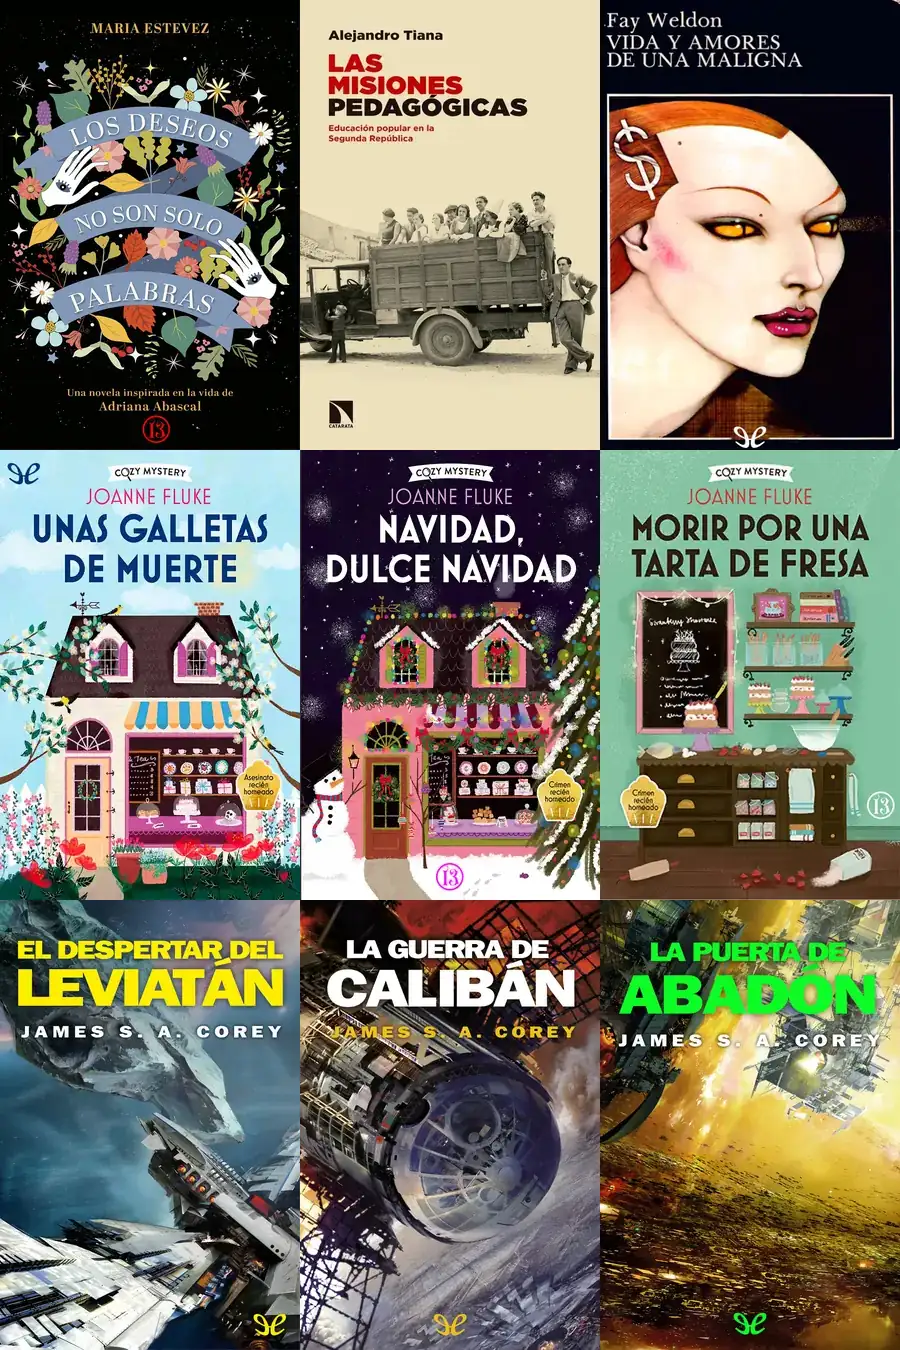 MARIA ESTEVEZ
LOS DESEOS
NO SON SOLO
PALABRAS
Una novela inspirada en la vida de
Adriana Abascal
13
Alejandro Tiana
LAS
MISIONES
PEDAGÓGICAS
Educación popular en la
Segunda República
CATARATA
Fay Weldon
VIDA Y AMORES
DE UNA MALIGNA
COZY MYSTERY
JOANNE FLUKE
UNAS GALLETAS
DE MUERTE
Asesinato
recién
horneado
COZY MYSTERY
JOANNE FLUKE
NAVIDAD,
DULCE NAVIDAD
Crimen
recién
horneado
13
COZY MYSTERY
JOANNE FLUKE
MORIR POR UNA
TARTA DE FRESA
Crimen
recién
horneado
13
EL DESPERTAR DEL
LEVIATÁN
JAMES S. A. COREY
LA GUERRA DE
CALIBÁN
JAMES S. A. COREY
LA PUERTA DE
ABADÓN
JAMES S. A. COREY